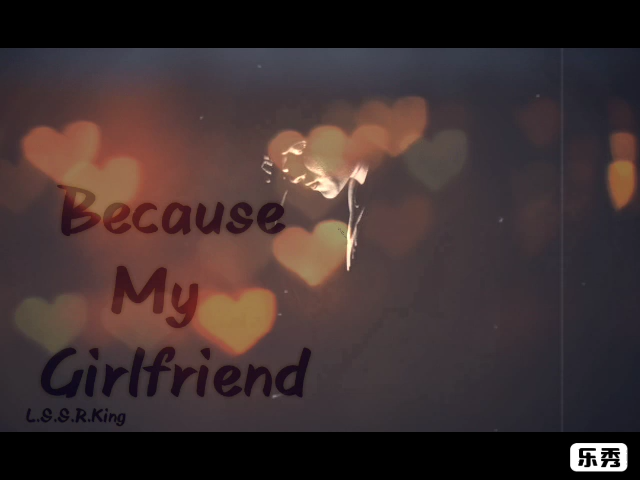 Because
My
Girlfriend
L.S.S.R.King
乐秀